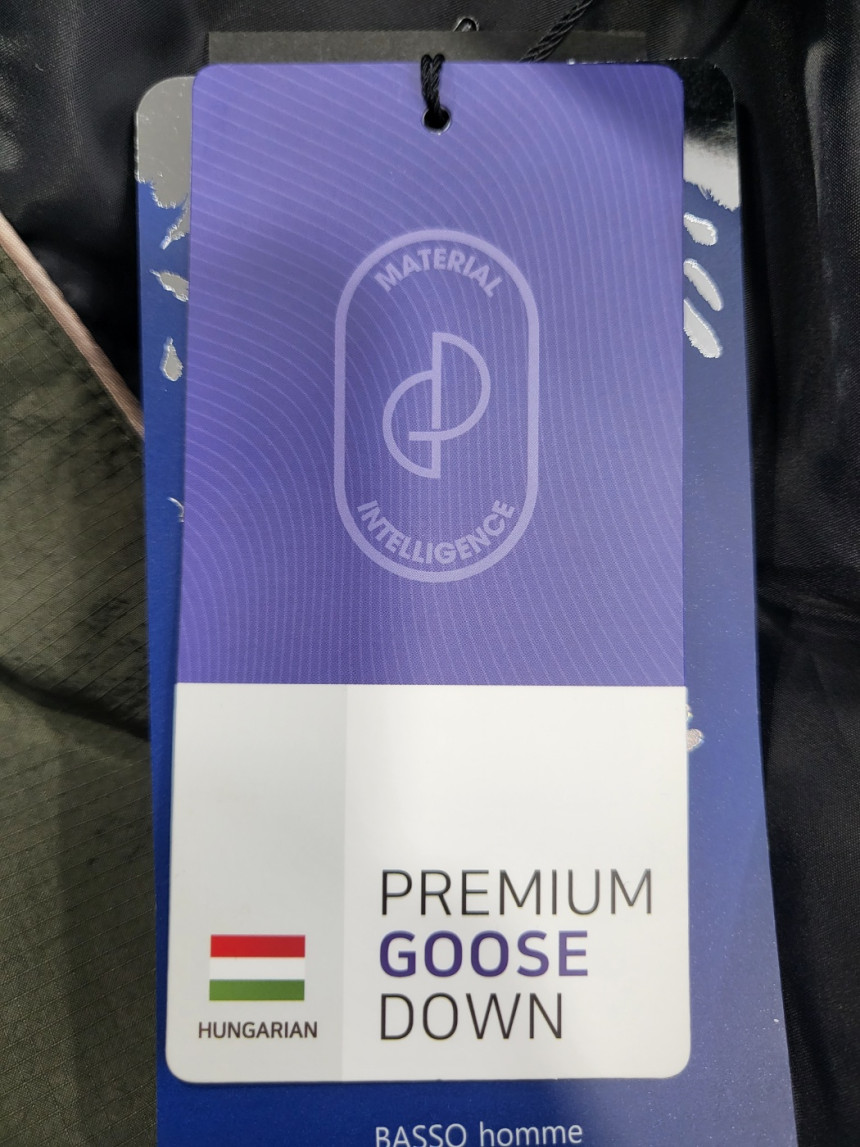 MATERIAL
INTELLIGENCE
PREMIUM
GOOSE
DOWN
HUNGARIAN
BASSO homme